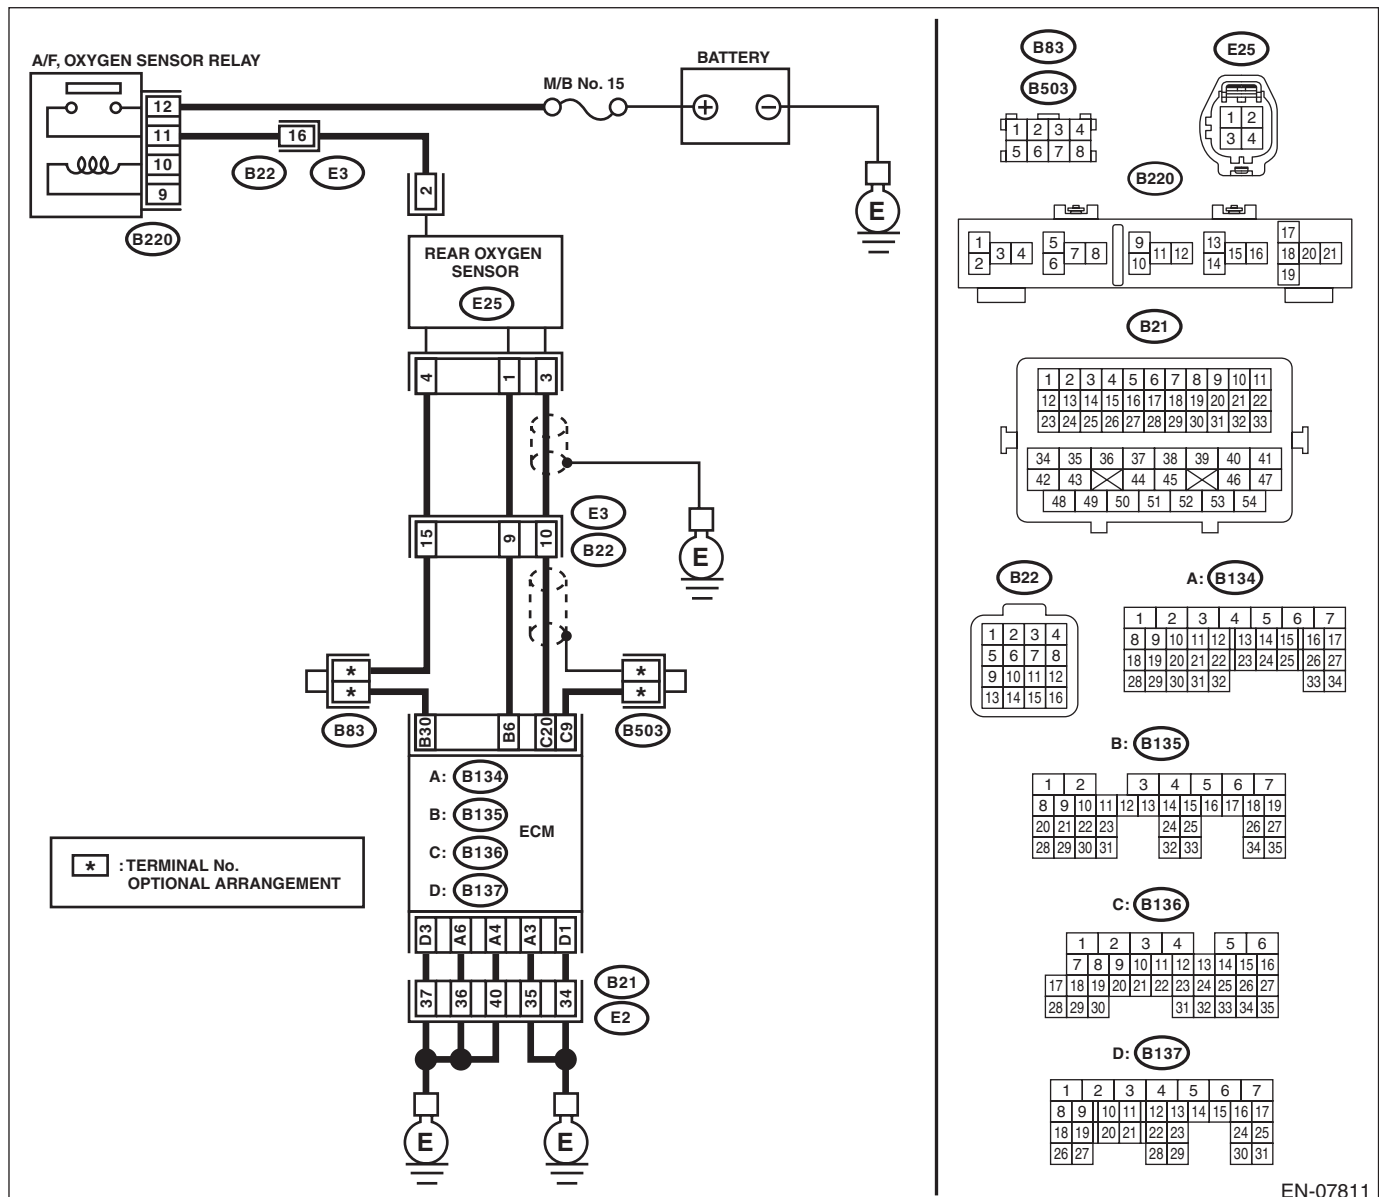 A/F, OXYGEN SENSOR RELAY
12
11
10
9
B220
16
B22
E3
M/B No. 15
BATTERY
+
−
E
2
REAR OXYGEN
SENSOR
E25
4
1
3
E
15
9
10
E3
B22
*
*
B83
*
*
B503
B30
B6
C20
C9
A: B134
B: B135
C: B136
D: B137
ECM
* : TERMINAL No.
OPTIONAL ARRANGEMENT
D3
A6
A4
A3
D1
37
36
40
35
34
B21
E2
E
E
B83
B503
1 2 3 4
5 6 7 8
E25
1 2
3 4
B220
1 3 4 5 7 8 9 11 12 13 15 16 17
2 6 10 14 18 20 21
19
B21
1 2 3 4 5 6 7 8 9 10 11
12 13 14 15 16 17 18 19 20 21 22
23 24 25 26 27 28 29 30 31 32 33
34 35 36 37 38 39 40 41
42 43 44 45 46 47
48 49 50 51 52 53 54
B22
1 2 3 4
5 6 7 8
9 10 11 12
13 14 15 16
A: B134
1 2 3 4 5 6 7
8 9 10 11 12 13 14 15 16 17
18 19 20 21 22 23 24 25 26 27
28 29 30 31 32 33 34
B: B135
1 2 3 4 5 6 7
8 9 10 11 12 13 14 15 16 17 18 19
20 21 22 23 24 25 26 27
28 29 30 31 32 33 34 35
C: B136
1 2 3 4 5 6
7 8 9 10 11 12 13 14 15 16
17 18 19 20 21 22 23 24 25 26 27
28 29 30 31 32 33 34 35
D: B137
1 2 3 4 5 6 7
8 9 10 11 12 13 14 15 16 17
18 19 20 21 22 23 24 25
26 27 28 29 30 31
EN-07811